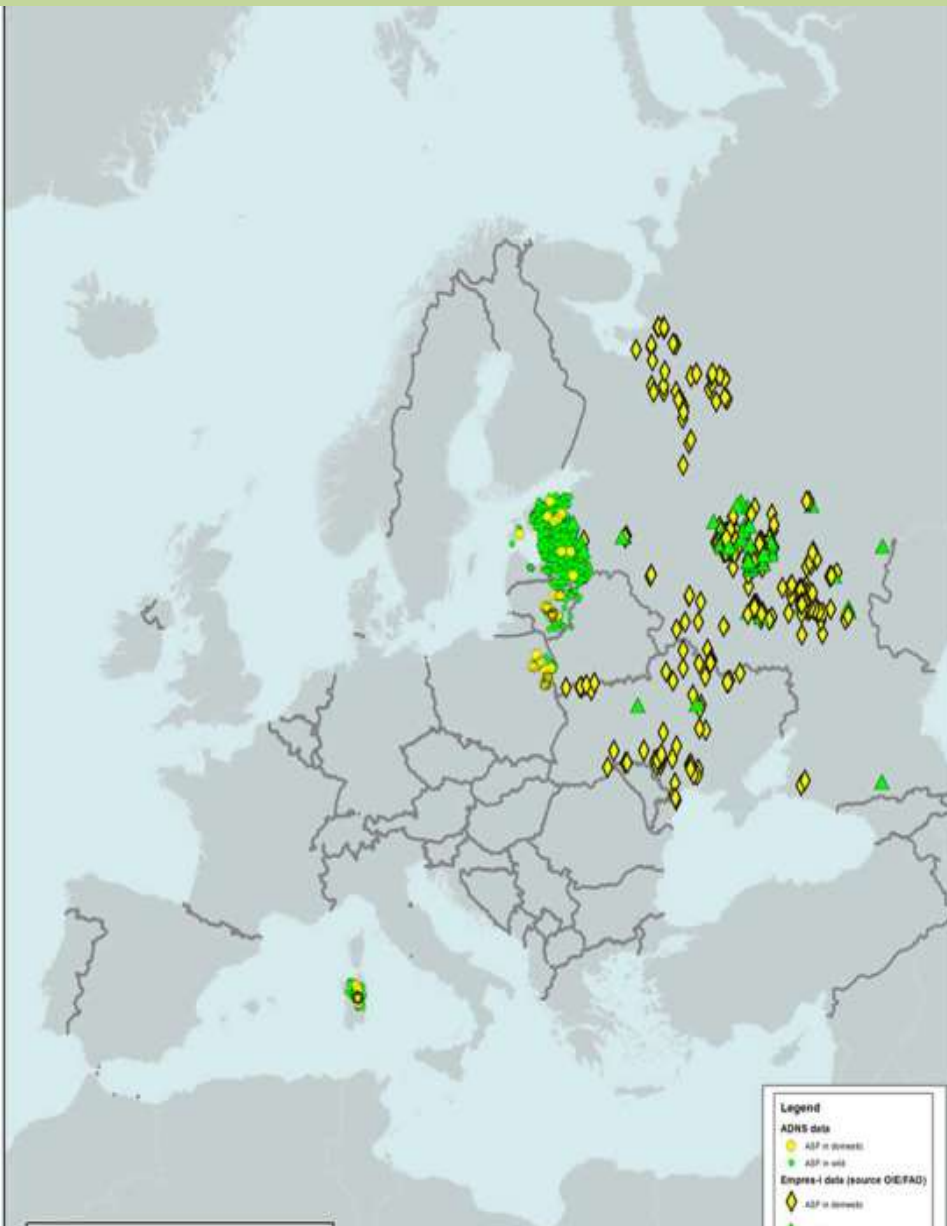 Legend
ADNS data
ASF in domestic
ASF in wild
Empres-i data (source OIE/FAO)
ASF in domestic